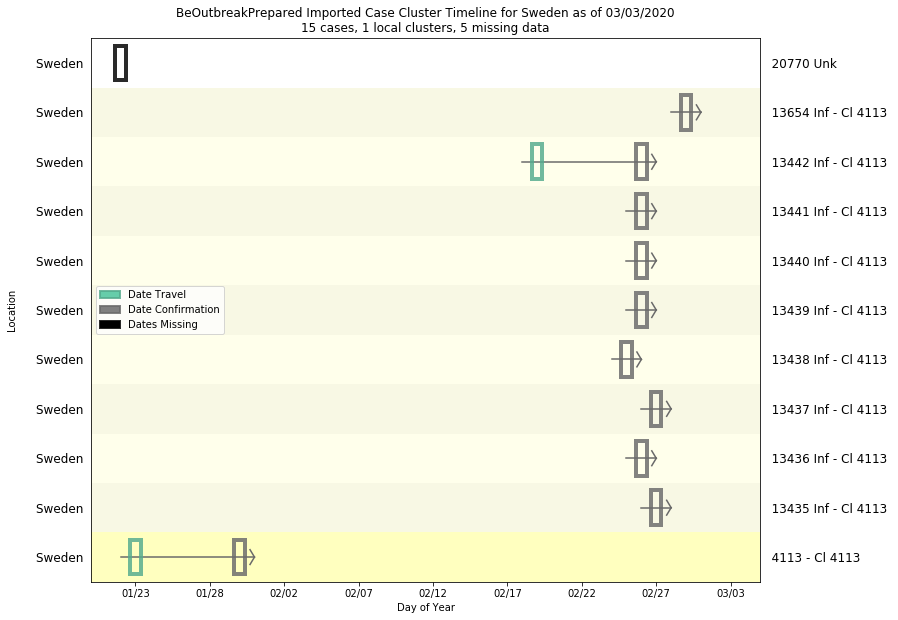 BeOutbreakPrepared Imported Case Cluster Timeline for Sweden as of 03/03/2020
15 cases, 1 local clusters, 5 missing data
Sweden 20770 Unk
Sweden 13654 Inf - Cl 4113
Sweden 13442 Inf - Cl 4113
Sweden 13441 Inf - Cl 4113
Sweden 13440 Inf - Cl 4113
Date Travel
Date Confirmation
Dates Missing
Location
Sweden 13439 Inf - Cl 4113
Sweden 13438 Inf - Cl 4113
Sweden 13437 Inf - Cl 4113
Sweden 13436 Inf - Cl 4113
Sweden 13435 Inf - Cl 4113
Sweden 4113 - Cl 4113
01/23 01/28 02/02 02/07 02/12 02/17 02/22 02/27 03/03
Day of Year